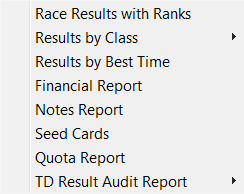 Race Results with Ranks
Results by Class
Results by Best Time
Financial Report
Notes Report
Seed Cards
Quota Report
TD Result Audit Report